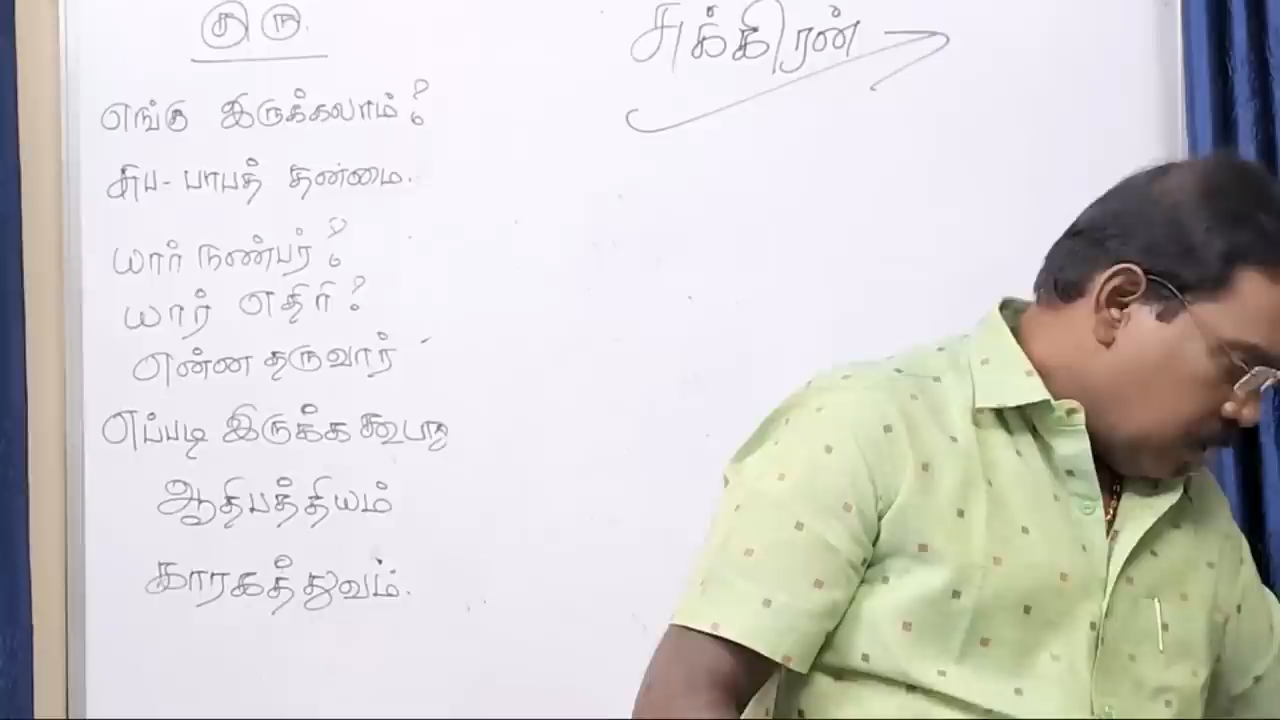 குரு.
சுக்கிரன்
எங்கு இருக்கலாம்?
சுப - பாபத் தன்மை.
யார் நண்பர்?
யார் எதிரி?
என்ன தருவார்
எப்படி இருக்க கூடாது
ஆதிபத்தியம்
காரகத்துவம்.